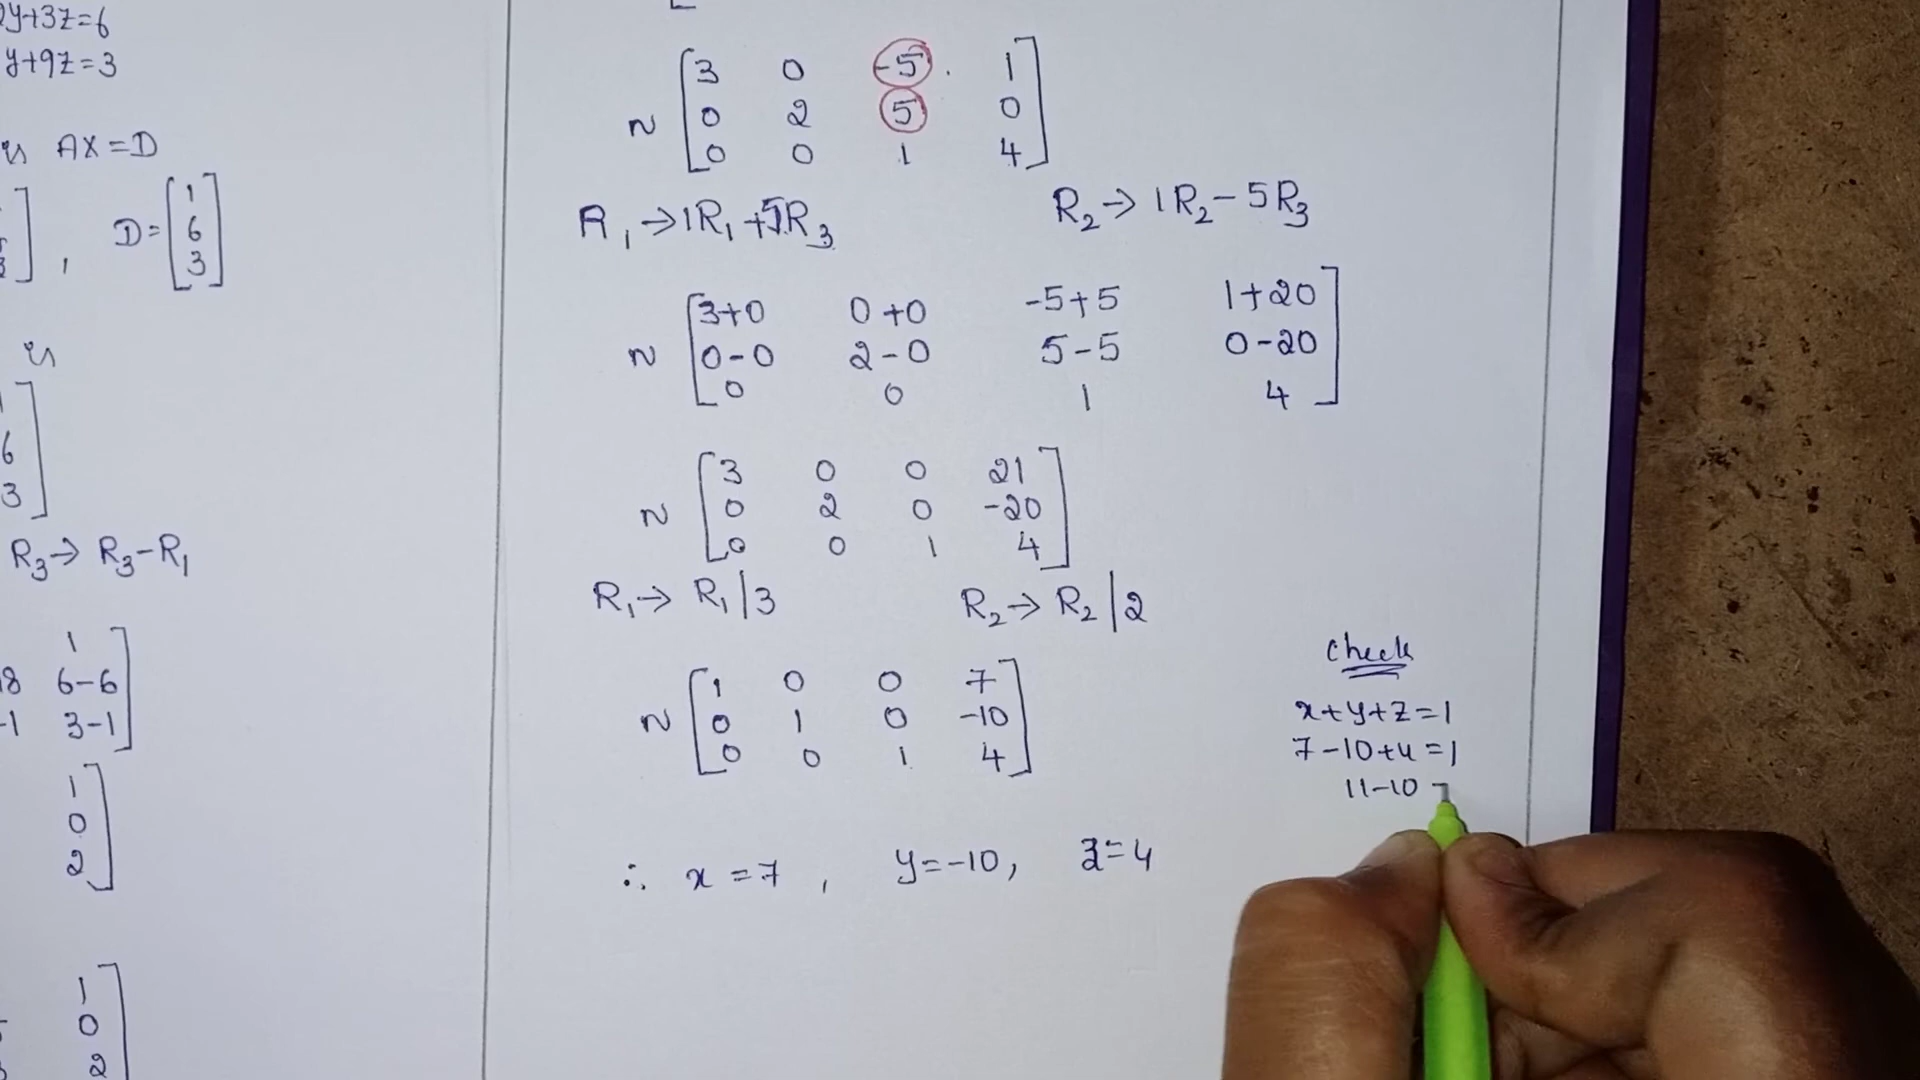 2y+3z=6
y+9z=3
is AX=D
] , D=[1
6
3]
is
6
3]
R3→ R3-R1
1
18 6-6
-1 3-1]
1
0
2]
1
0
2
~ [3 0 -5 1
0 2 5 0
0 0 1 4]
R1→1R1+5R3 R2→1R2-5R3
~ [3+0 0+0 -5+5 1+20
0-0 2-0 5-5 0-20
0 0 1 4]
~ [3 0 0 21
0 2 0 -20
0 0 1 4]
R1→ R1|3 R2→ R2|2
~ [1 0 0 7
0 1 0 -10
0 0 1 4]
∴ x=7 , y=-10, z=4
Check
x+y+z=1
7-10+4=1
11-10